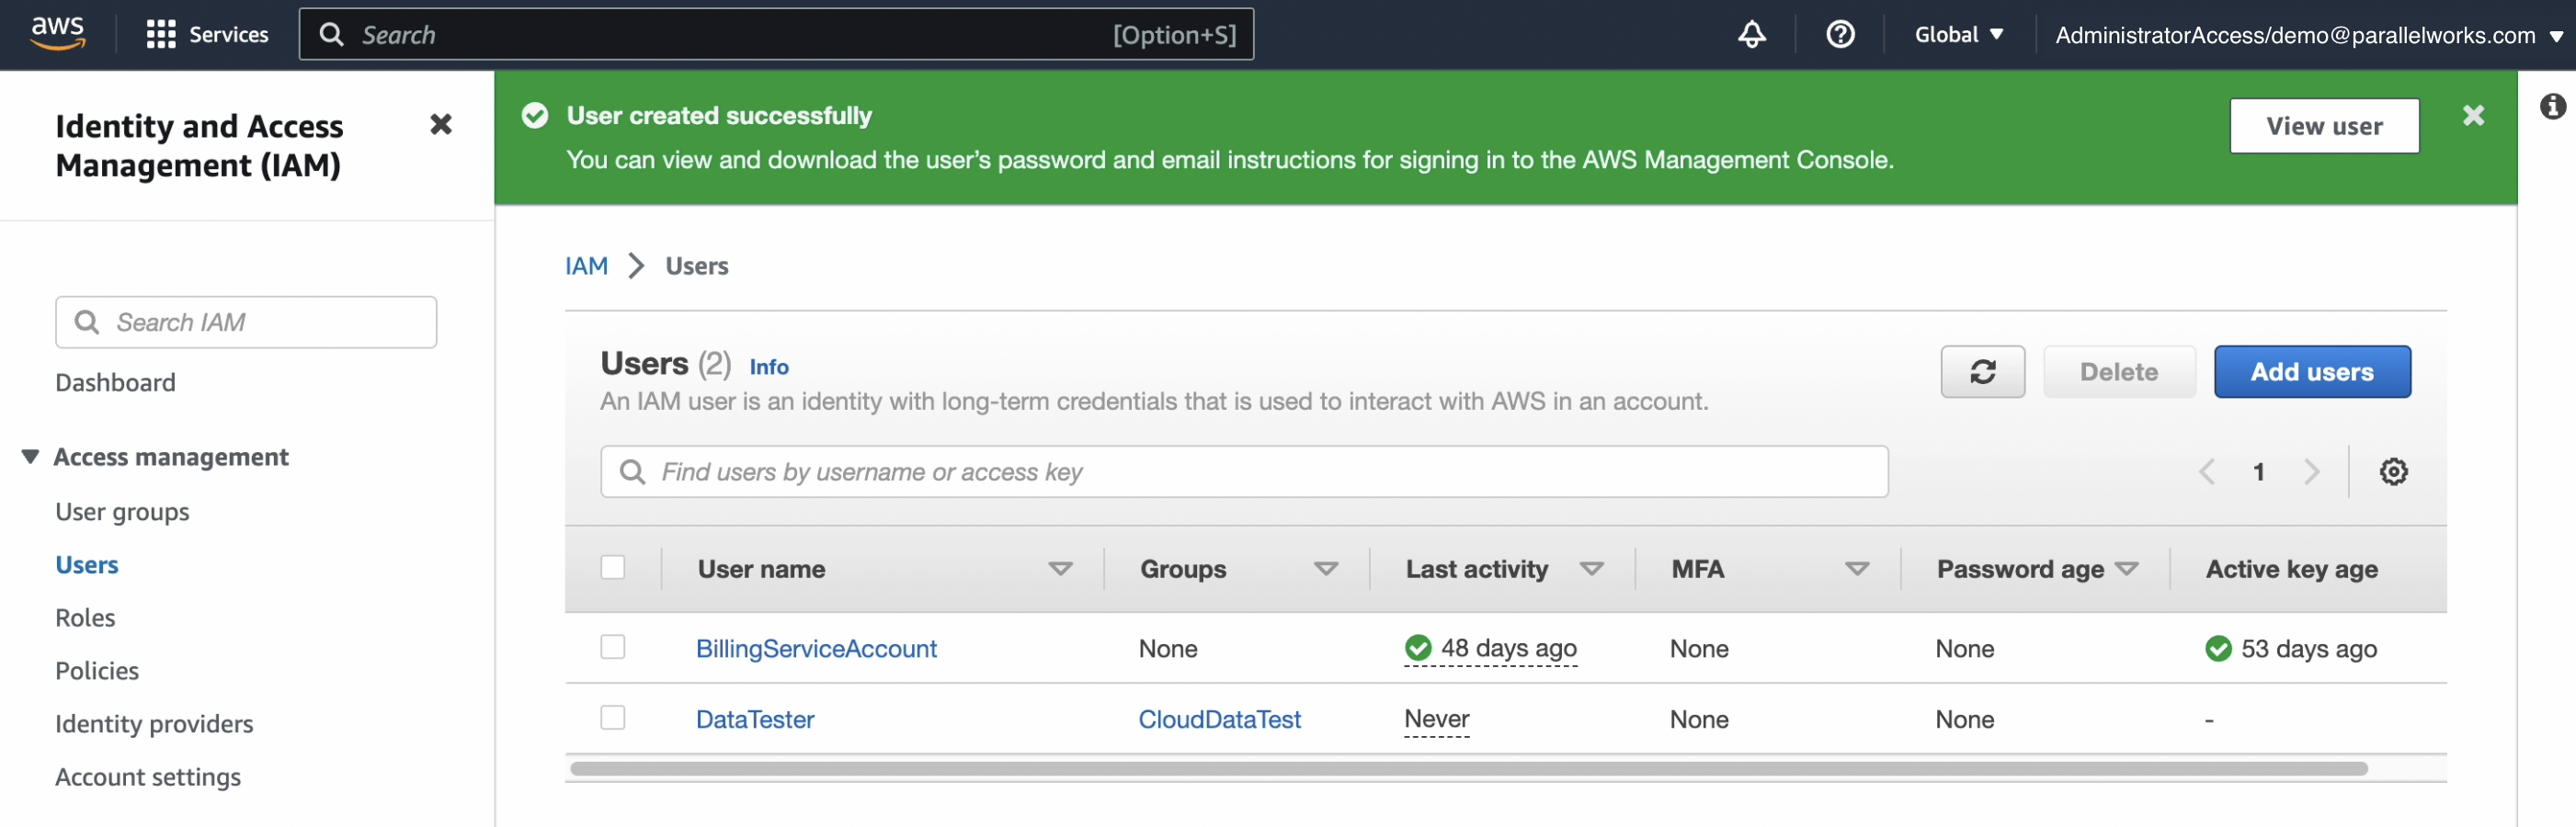 aws
Services
Search
[Option+S]
Global
AdministratorAccess/demo@parallelworks.com
Identity and Access
Management (IAM)
Search IAM
Dashboard
Access management
User groups
Users
Roles
Policies
Identity providers
Account settings
User created successfully
You can view and download the user's password and email instructions for signing in to the AWS Management Console.
View user
IAM > Users
Users (2) Info
An IAM user is an identity with long-term credentials that is used to interact with AWS in an account.
Delete
Add users
Find users by username or access key
1
User name Groups Last activity MFA Password age Active key age
BillingServiceAccount None 48 days ago None None 53 days ago
DataTester CloudDataTest Never None None -